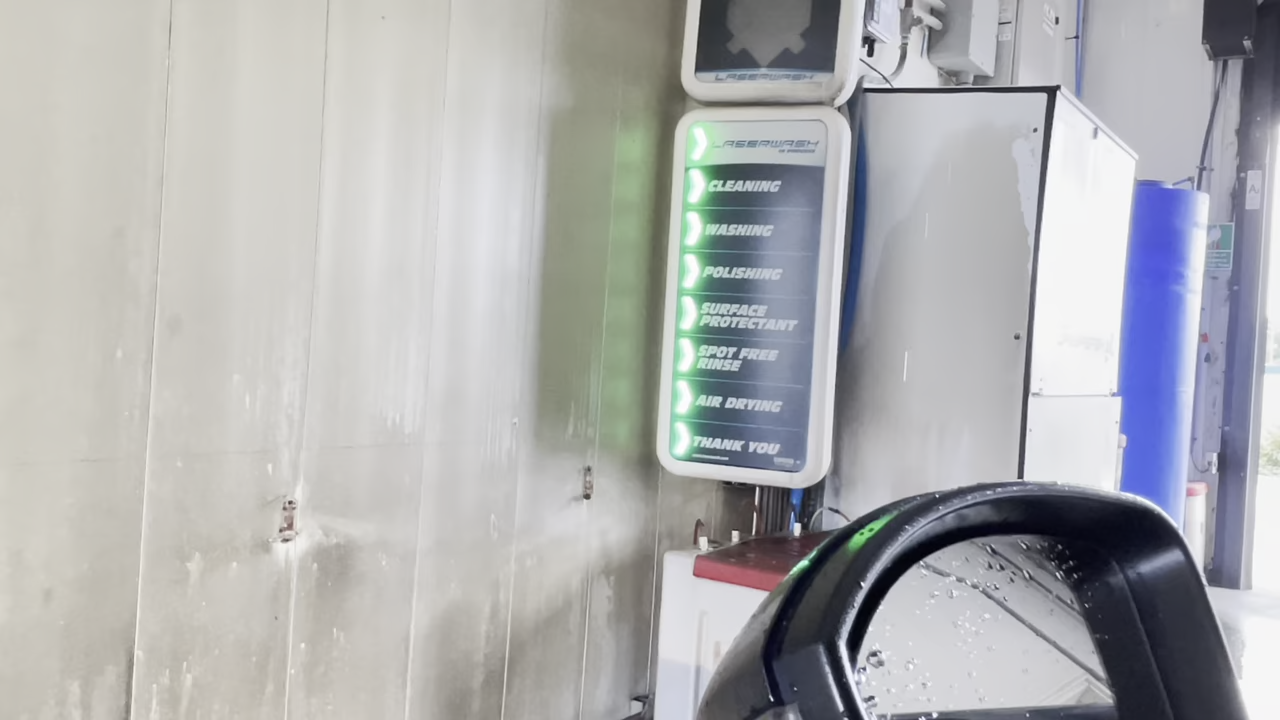 LASERWASH
LASERWASH
CLEANING
WASHING
POLISHING
SURFACE
PROTECTANT
SPOT FREE
RINSE
AIR DRYING
THANK YOU